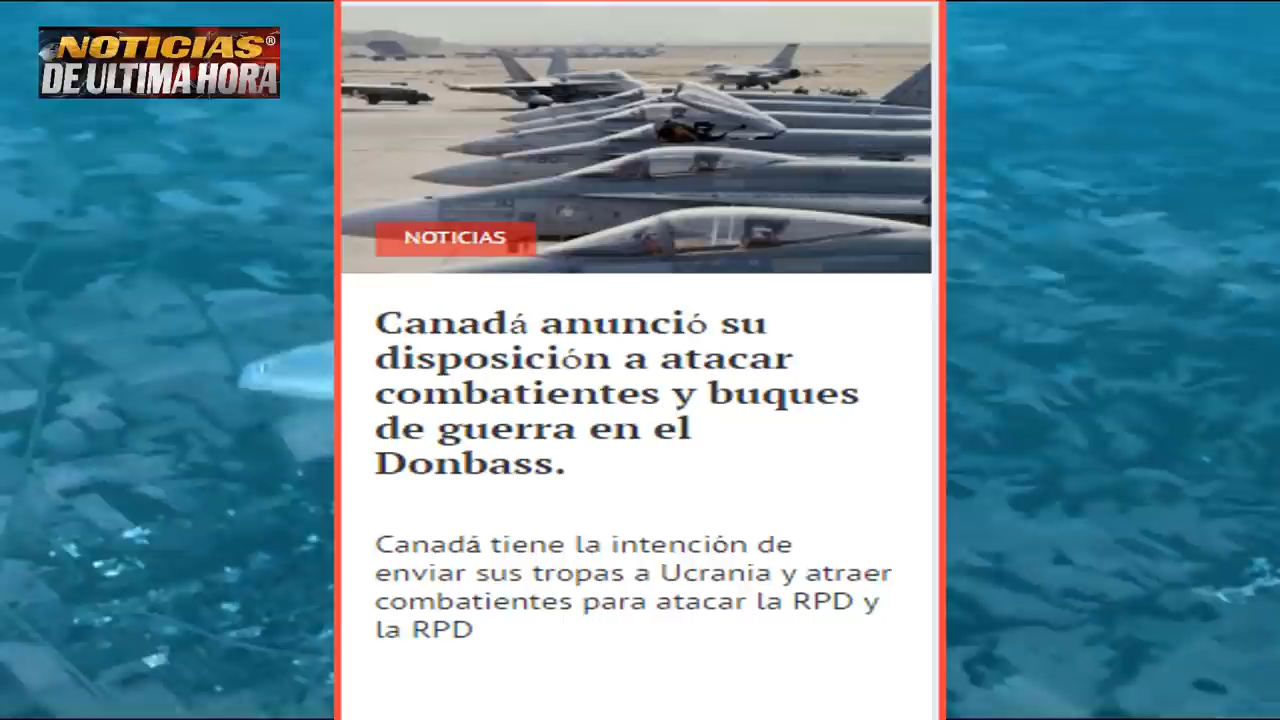 NOTICIAS®
DE ULTIMA HORA
NOTICIAS
Canadá anunció su
disposición a atacar
combatientes y buques
de guerra en el
Donbass.
Canadá tiene la intención de
enviar sus tropas a Ucrania y atraer
combatientes para atacar la RPD y
la RPD